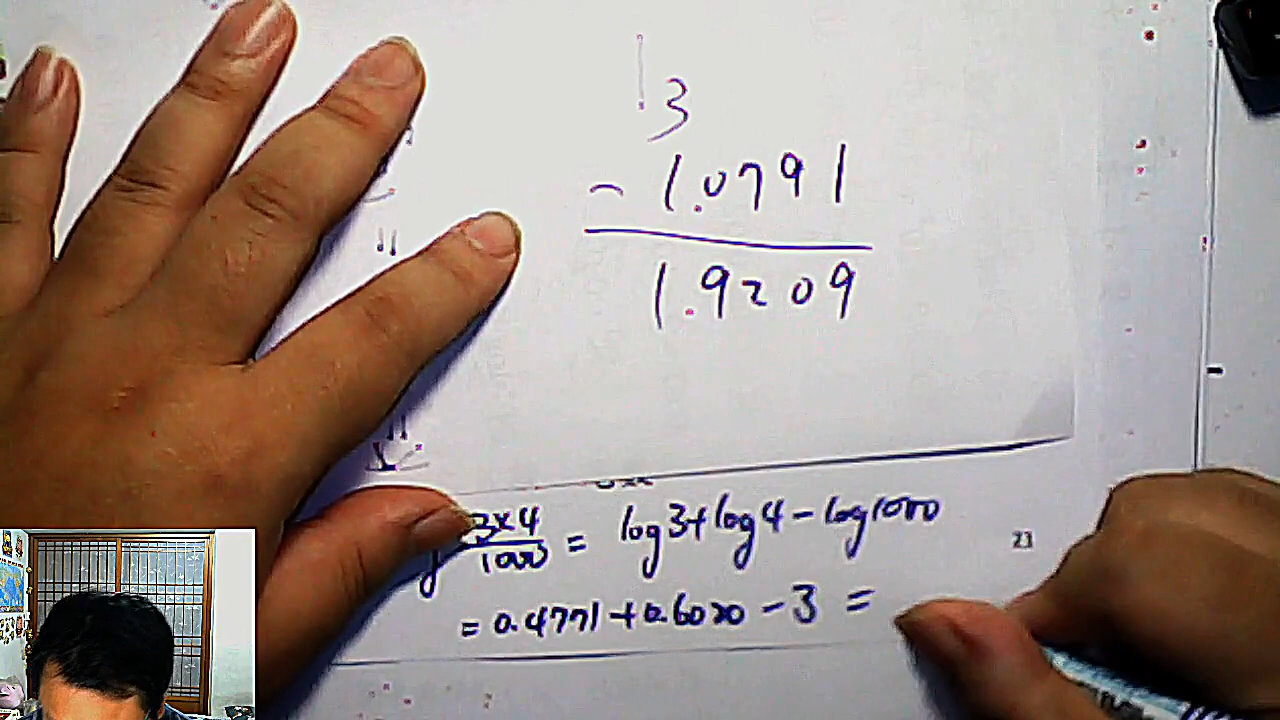 3
- 1.0791
1.9209
3×4/1000 = log3+log4-log1000
23
= 0.4771+0.6020-3 =